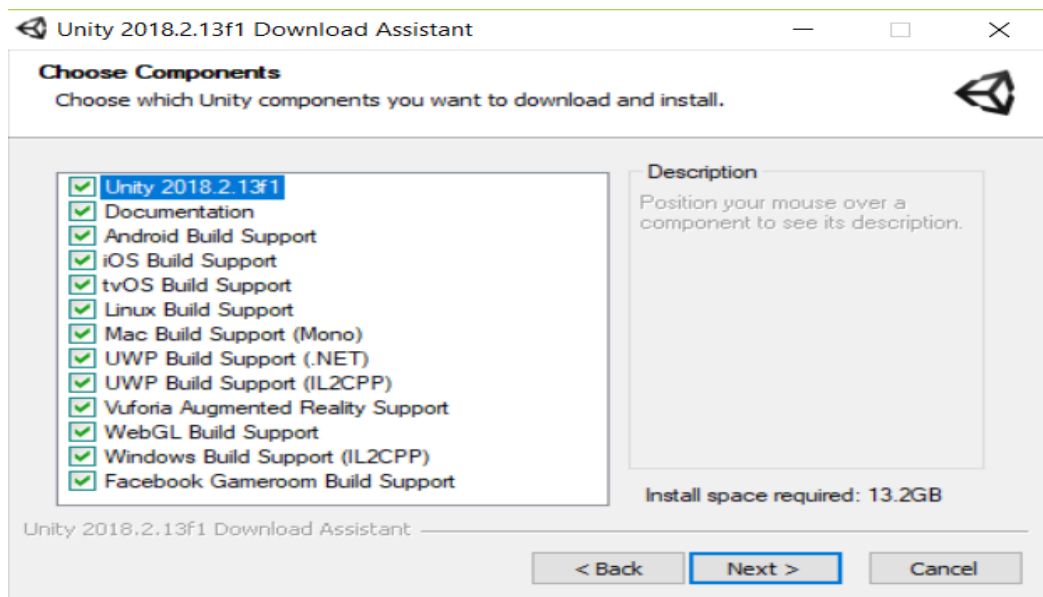 Unity 2018.2.13f1 Download Assistant
Choose Components
Choose which Unity components you want to download and install.
Unity 2018.2.13f1
Documentation
Android Build Support
iOS Build Support
tvOS Build Support
Linux Build Support
Mac Build Support (Mono)
UWP Build Support (.NET)
UWP Build Support (IL2CPP)
Vuforia Augmented Reality Support
WebGL Build Support
Windows Build Support (IL2CPP)
Facebook Gameroom Build Support
Description
Position your mouse over a
component to see its description.
Install space required: 13.2GB
Unity 2018.2.13f1 Download Assistant
< Back
Next >
Cancel